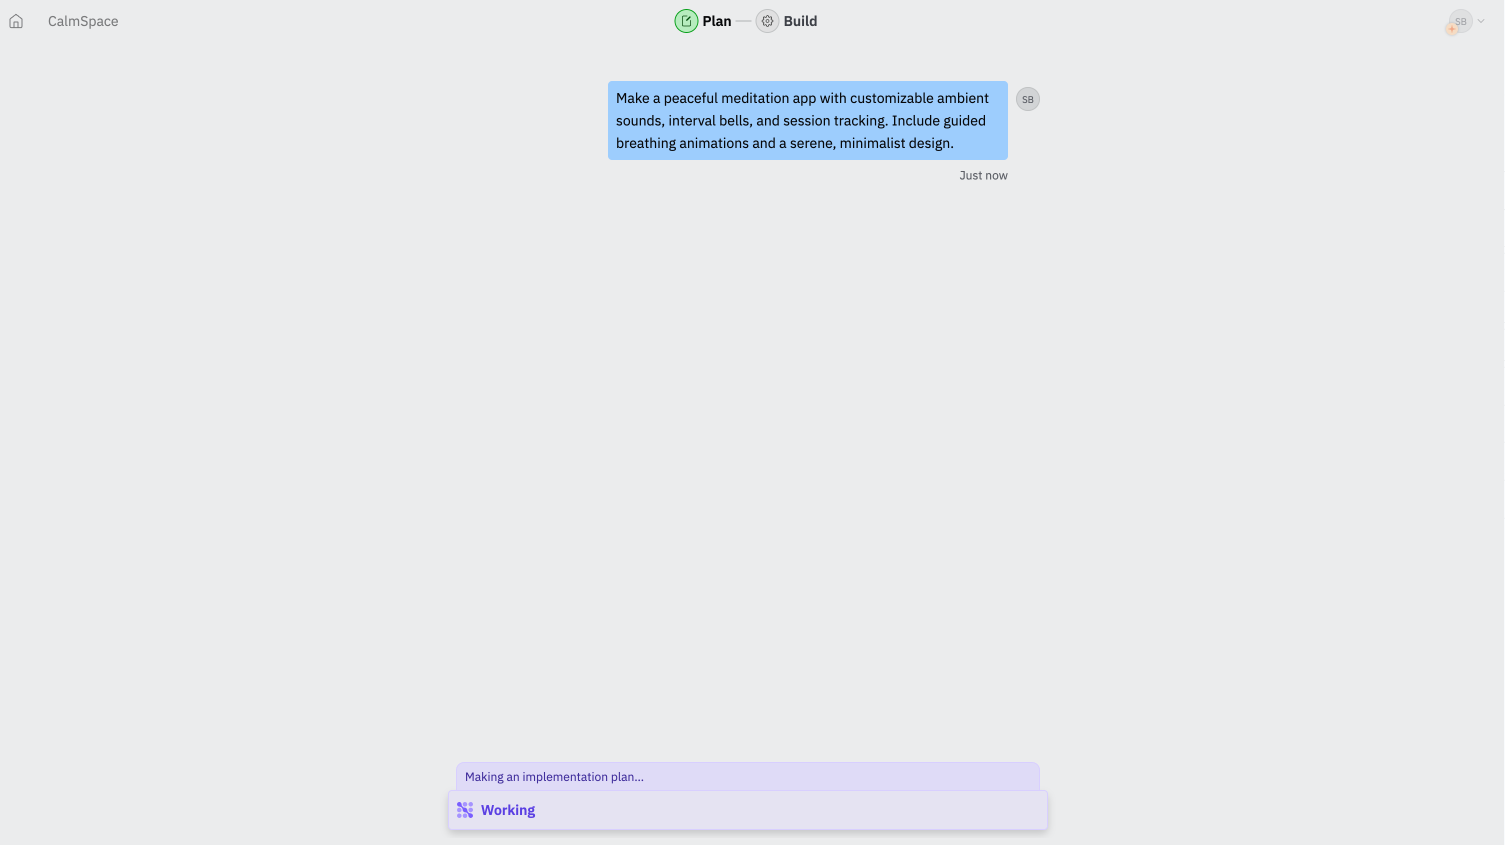 CalmSpace
Plan
Build
SB
Make a peaceful meditation app with customizable ambient
sounds, interval bells, and session tracking. Include guided
breathing animations and a serene, minimalist design.
SB
Just now
Making an implementation plan...
Working